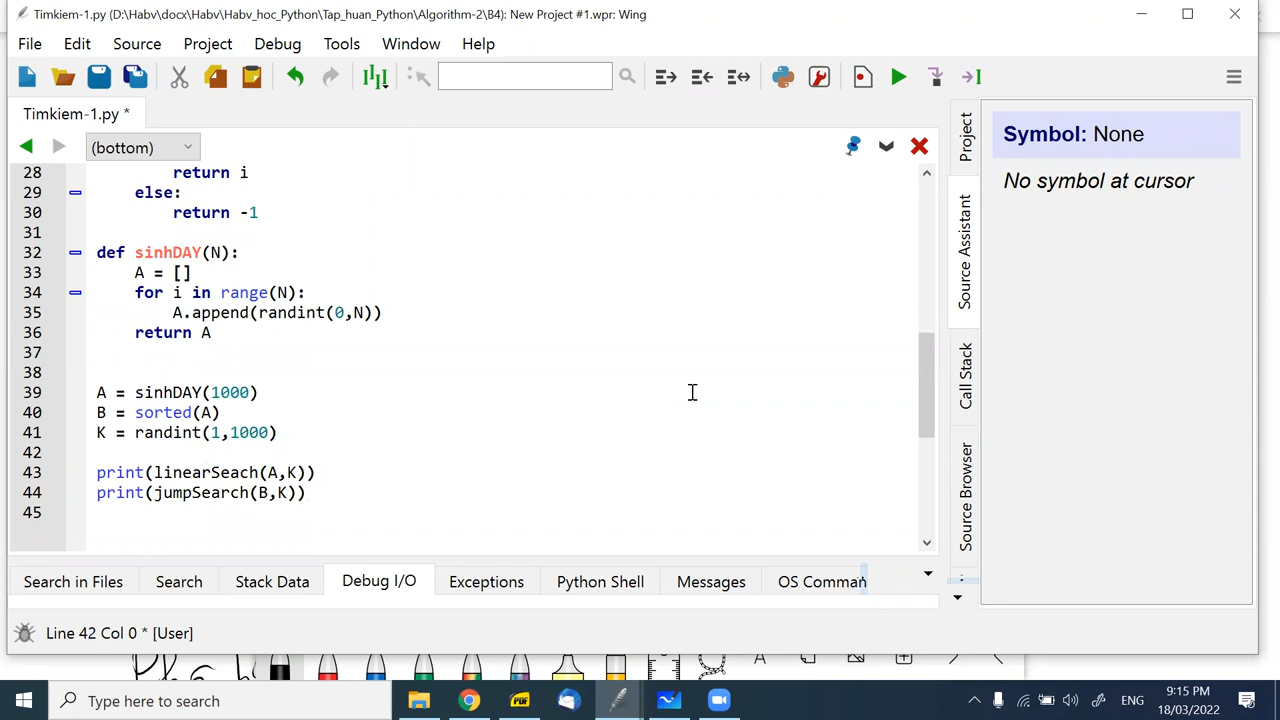 Timkiem-1.py (D:\Habv\docx\Habv\Habv_hoc_Python\Tap_huan_Python\Algorithm-2\B4): New Project #1.wpr: Wing
File Edit Source Project Debug Tools Window Help
Timkiem-1.py *
(bottom)
28 return i
29 else:
30 return -1
31
32 def sinhDAY(N):
33 A = []
34 for i in range(N):
35 A.append(randint(0,N))
36 return A
37
38
39 A = sinhDAY(1000)
40 B = sorted(A)
41 K = randint(1,1000)
42
43 print(linearSeach(A,K))
44 print(jumpSearch(B,K))
45
Project
Source Assistant
Call Stack
Source Browser
Symbol: None
No symbol at cursor
Search in Files Search Stack Data Debug I/O Exceptions Python Shell Messages OS Comman
Line 42 Col 0 * [User]
Type here to search
PDF
ENG
9:15 PM
18/03/2022